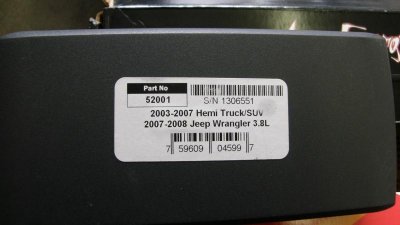 Part No
52001
S/N 1306551
2003-2007 Hemi Truck/SUV
2007-2008 Jeep Wrangler 3.8L
7 59609 04599 7